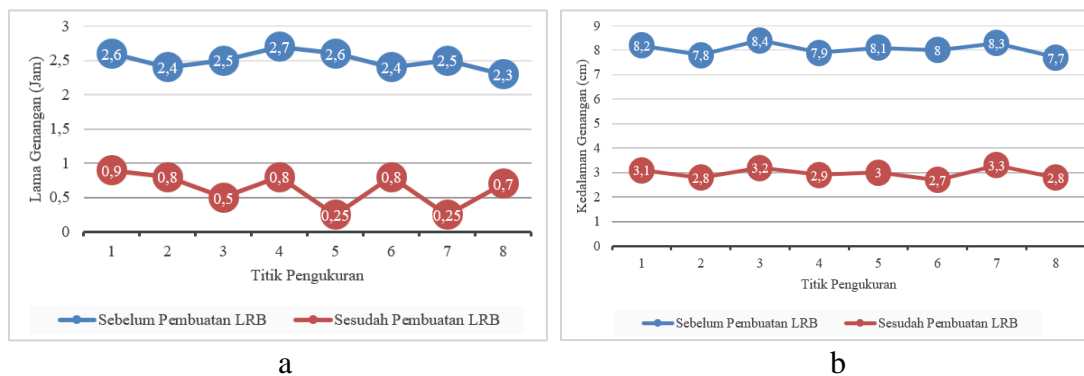 3
2,5
2
1,5
1
0,5
0
Lama Genangan (Jam)
2,6 2,4 2,5 2,7 2,6 2,4 2,5 2,3
0,9 0,8 0,5 0,8 0,25 0,8 0,25 0,7
1 2 3 4 5 6 7 8
Titik Pengukuran
Sebelum Pembuatan LRB Sesudah Pembuatan LRB
a
9
8
7
6
5
4
3
2
1
0
Kedalaman Genangan (cm)
8,2 7,8 8,4 7,9 8,1 8 8,3 7,7
3,1 2,8 3,2 2,9 3 2,7 3,3 2,8
1 2 3 4 5 6 7 8
Titik Pengukuran
Sebelum Pembuatan LRB Sesudah Pembuatan LRB
b